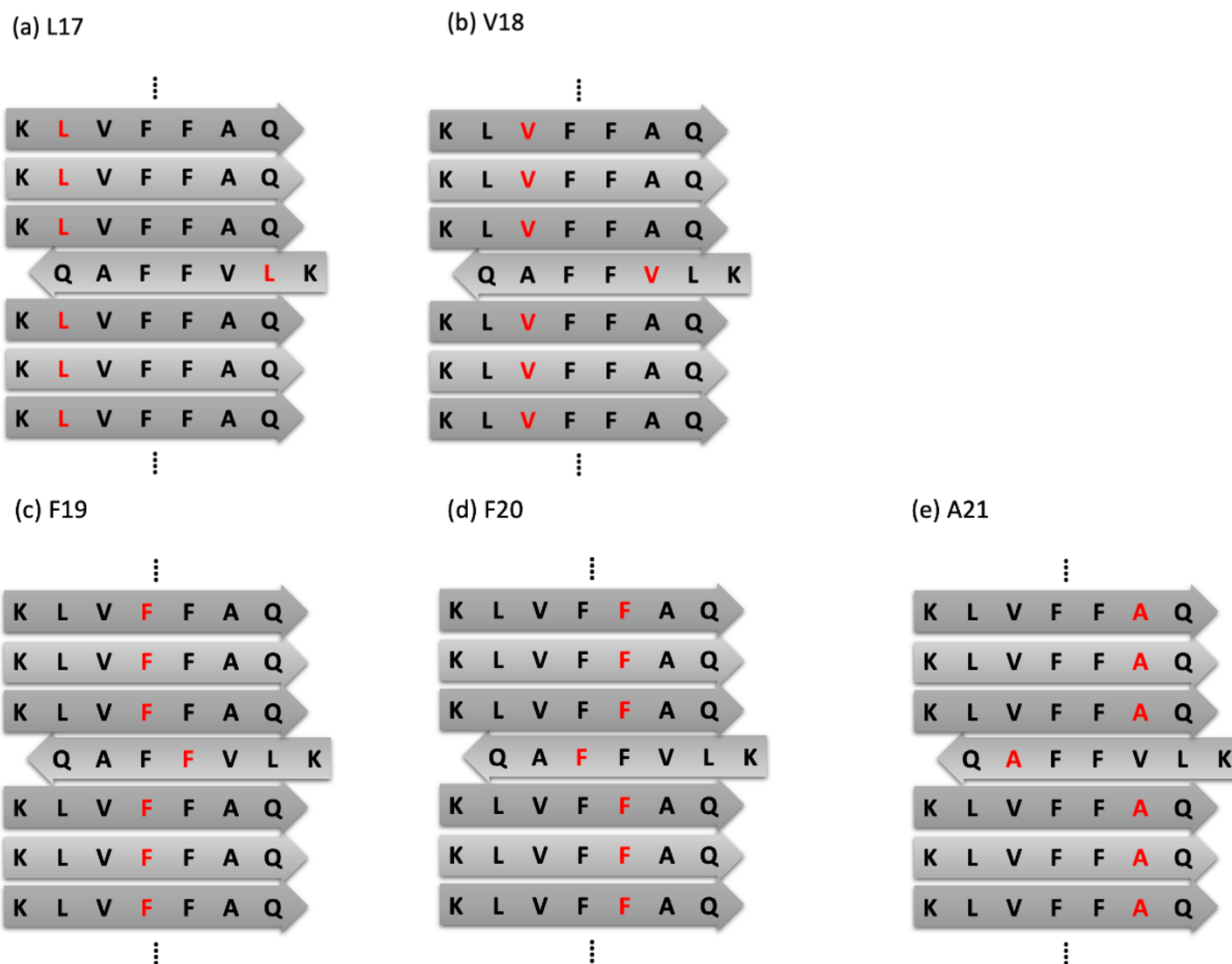 (a) L17
K L V F F A Q
K L V F F A Q
K L V F F A Q
Q A F F V L K
K L V F F A Q
K L V F F A Q
K L V F F A Q
(b) V18
K L V F F A Q
K L V F F A Q
K L V F F A Q
Q A F F V L K
K L V F F A Q
K L V F F A Q
K L V F F A Q
(c) F19
K L V F F A Q
K L V F F A Q
K L V F F A Q
Q A F F V L K
K L V F F A Q
K L V F F A Q
K L V F F A Q
(d) F20
K L V F F A Q
K L V F F A Q
K L V F F A Q
Q A F F V L K
K L V F F A Q
K L V F F A Q
K L V F F A Q
(e) A21
K L V F F A Q
K L V F F A Q
K L V F F A Q
Q A F F V L K
K L V F F A Q
K L V F F A Q
K L V F F A Q